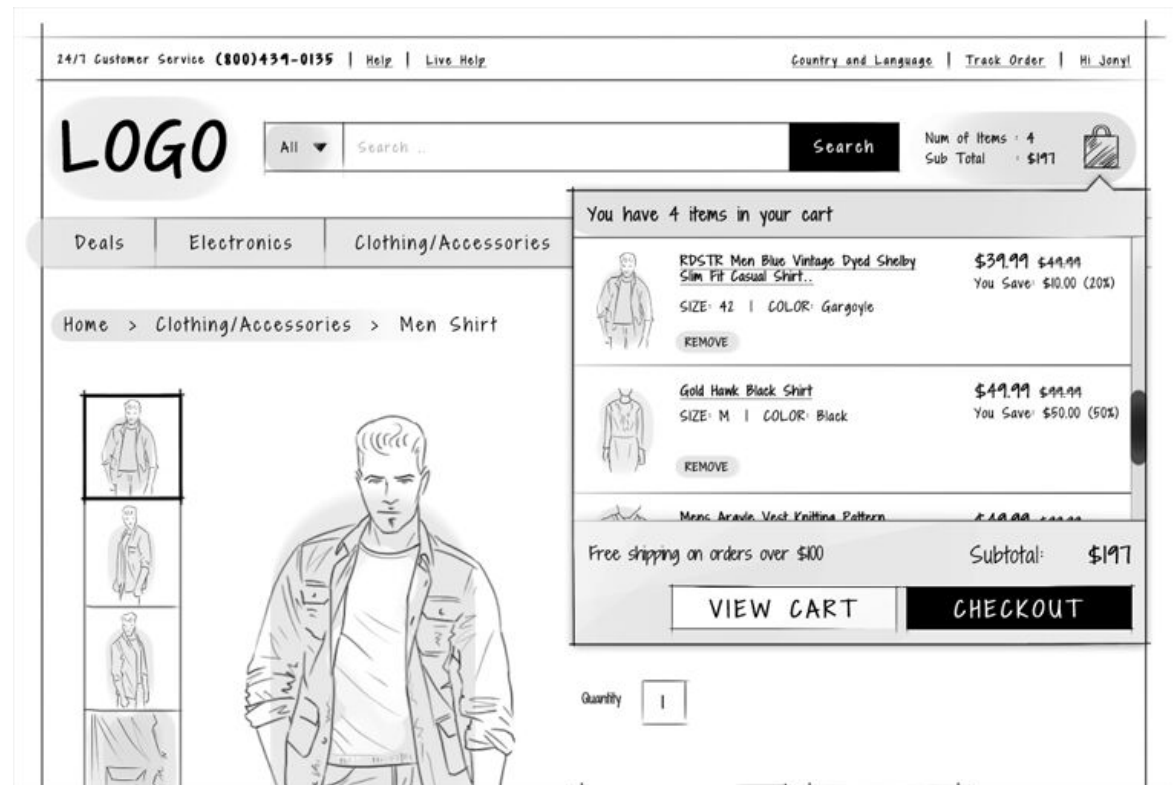 24/7 Customer Service (800)439-0135 | Help | Live Help
Country and Language | Track Order | Hi Jony!
LOGO
All
Search ..
Search
Num of Items : 4
Sub Total : $197
You have 4 items in your cart
Deals
Electronics
Clothing/Accessories
RDSTR Men Blue Vintage Dyed Shelby
Slim Fit Casual Shirt..
$39.99 $49.99
You Save: $10.00 (20%)
SIZE: 42 | COLOR: Gargoyle
REMOVE
Home > Clothing/Accessories > Men Shirt
Gold Hawk Black Shirt
$49.99 $99.99
SIZE: M | COLOR: Black
You Save: $50.00 (50%)
REMOVE
Mens Argyle Vest Knitting Pattern
Free shipping on orders over $100
Subtotal: $197
VIEW CART
CHECKOUT
Quantity
1